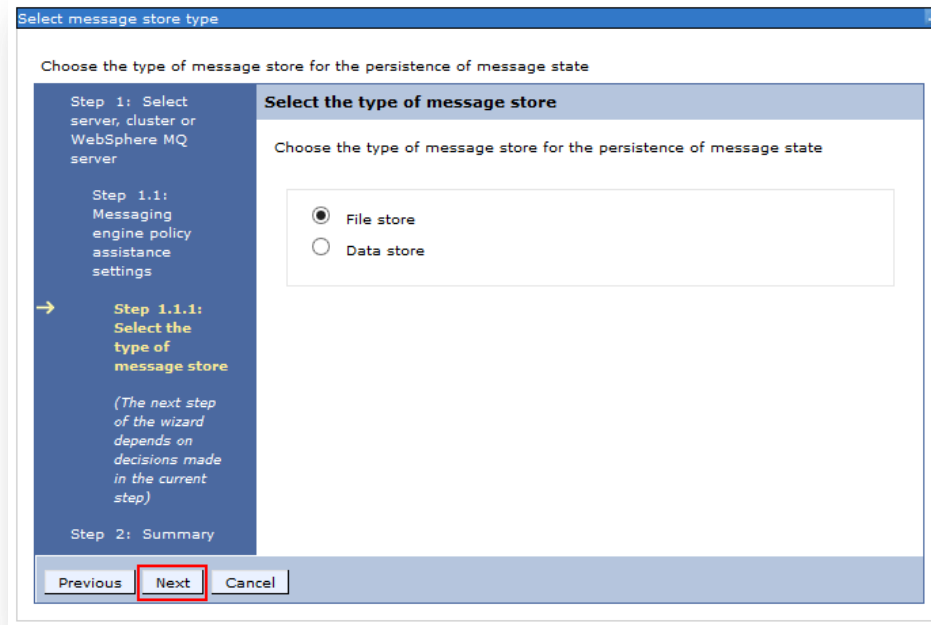 Select message store type
Choose the type of message store for the persistence of message state
Step 1: Select
server, cluster or
WebSphere MQ
server
Step 1.1:
Messaging
engine policy
assistance
settings
Step 1.1.1:
Select the
type of
message store
(The next step
of the wizard
depends on
decisions made
in the current
step)
Step 2: Summary
Select the type of message store
Choose the type of message store for the persistence of message state
File store
Data store
Previous Next Cancel